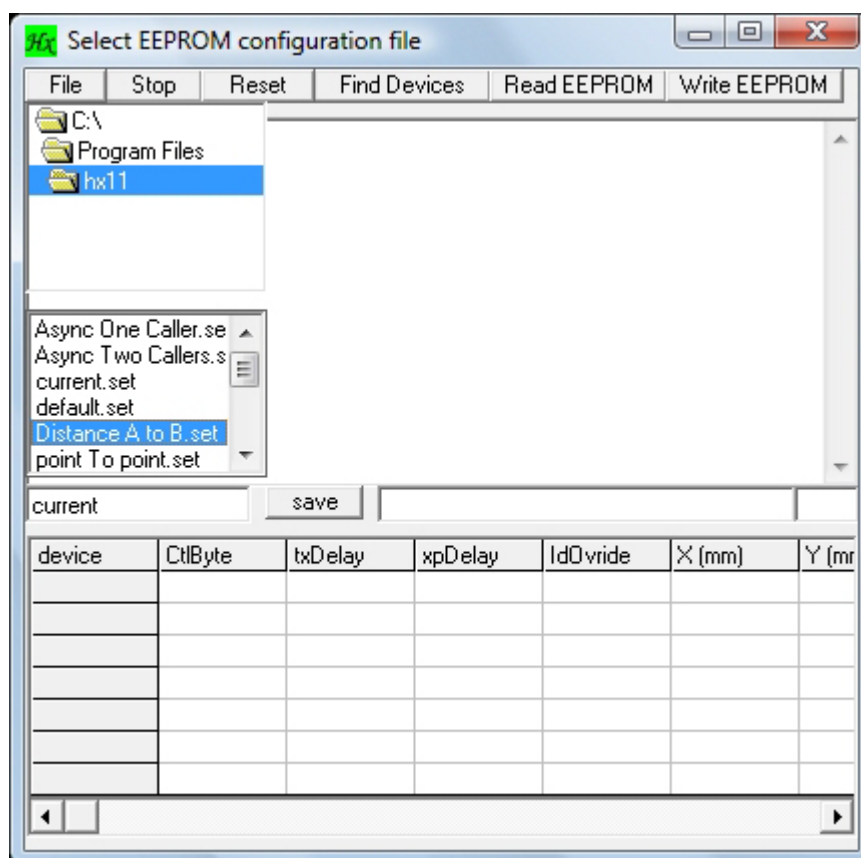 Hx Select EEPROM configuration file
File Stop Reset Find Devices Read EEPROM Write EEPROM
C:\
Program Files
hx11
Async One Caller.se
Async Two Callers.s
current.set
default.set
Distance A to B.set
point To point.set
current save
device CtlByte txDelay xpDelay IdOvride X (mm) Y (mm